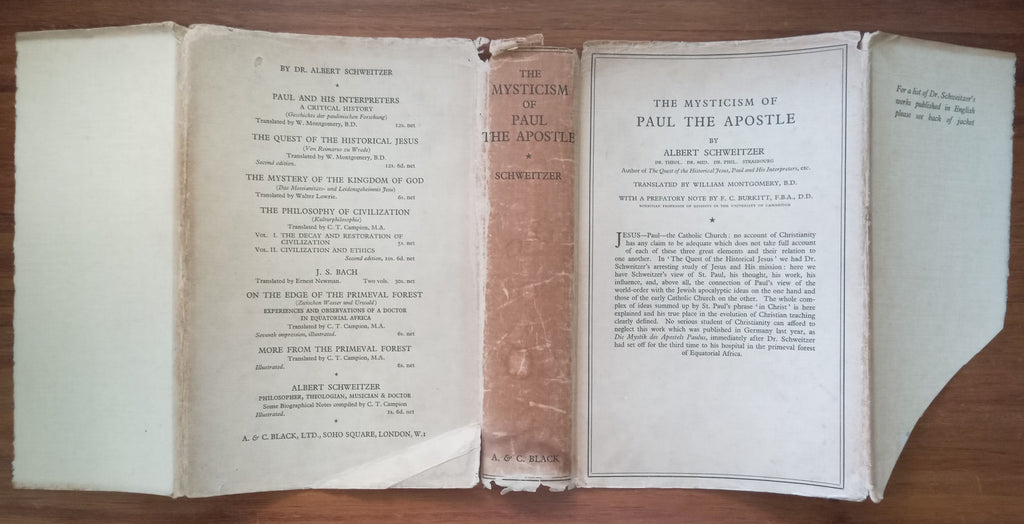 BY DR. ALBERT SCHWEITZER
PAUL AND HIS INTERPRETERS
A CRITICAL HISTORY
(Geschichte der paulinischen Forschung)
Translated by W. Montgomery, B.D. 12s. net
THE QUEST OF THE HISTORICAL JESUS
(Von Reimarus zu Wrede)
Translated by W. Montgomery, B.D.
Second edition. 12s. 6d. net
THE MYSTERY OF THE KINGDOM OF GOD
(Das Messianitäts- und Leidensgeheimnis Jesu)
Translated by Walter Lowrie. 6s. net
THE PHILOSOPHY OF CIVILIZATION
(Kulturphilosophie)
Translated by C. T. Campion, M.A.
VOL. I. THE DECAY AND RESTORATION OF
CIVILIZATION 5s. net
VOL. II. CIVILIZATION AND ETHICS
Second edition, 10s. 6d. net
J. S. BACH
Translated by Ernest Newman. Two vols. 30s. net
ON THE EDGE OF THE PRIMEVAL FOREST
(Zwischen Wasser und Urwald)
EXPERIENCES AND OBSERVATIONS OF A DOCTOR
IN EQUATORIAL AFRICA
Translated by C. T. Campion, M.A.
Seventh impression, illustrated. 6s. net
MORE FROM THE PRIMEVAL FOREST
Translated by C. T. Campion, M.A.
Illustrated. 6s. net
ALBERT SCHWEITZER
PHILOSOPHER, THEOLOGIAN, MUSICIAN & DOCTOR
Some Biographical Notes compiled by C. T. Campion
Illustrated. 2s. 6d. net
A. & C. BLACK, LTD., SOHO SQUARE, LONDON, W.1
THE
MYSTICISM
OF
PAUL
THE APOSTLE
SCHWEITZER
A. & C. BLACK
THE MYSTICISM OF
PAUL THE APOSTLE
BY
ALBERT SCHWEITZER
DR. THEOL. DR. MED. DR. PHIL. STRASBOURG
Author of The Quest of the Historical Jesus, Paul and His Interpreters, etc.
TRANSLATED BY WILLIAM MONTGOMERY, B.D.
WITH A PREFATORY NOTE BY F. C. BURKITT, F.B.A., D.D.
NORRISIAN PROFESSOR OF DIVINITY IN THE UNIVERSITY OF CAMBRIDGE
JESUS—Paul—the Catholic Church: no account of Christianity
has any claim to be adequate which does not take full account
of each of these three great elements and their relation to
one another. In 'The Quest of the Historical Jesus' we had Dr.
Schweitzer's arresting study of Jesus and His mission: here we
have Schweitzer's view of St. Paul, his thought, his work, his
influence, and, above all, the connection of Paul's view of the
world-order with the Jewish apocalyptic ideas on the one hand and
those of the early Catholic Church on the other. The whole com-
plex of ideas summed up by St. Paul's phrase 'in Christ' is here
explained and his true place in the evolution of Christian teaching
clearly defined. No serious student of Christianity can afford to
neglect this work which was published in Germany last year, as
Die Mystik des Apostels Paulus, immediately after Dr. Schweitzer
had set off for the third time to his hospital in the primeval forest
of Equatorial Africa.
For a list of Dr. Schweitzer's
works published in English
please see back of jacket